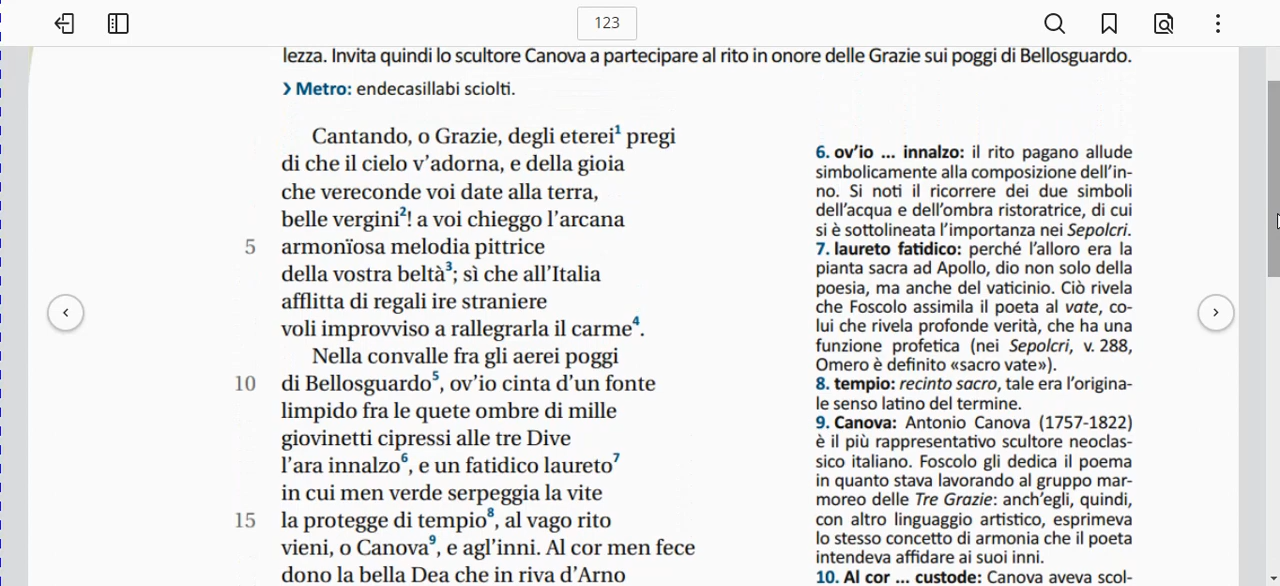 123
lezza. Invita quindi lo scultore Canova a partecipare al rito in onore delle Grazie sui poggi di Bellosguardo.
❯ Metro: endecasillabi sciolti.
Cantando, o Grazie, degli eterei1 pregi
di che il cielo v’adorna, e della gioia
che vereconde voi date alla terra,
belle vergini2! a voi chieggo l’arcana
5 armonïosa melodia pittrice
della vostra beltà3; sì che all’Italia
afflitta di regali ire straniere
voli improvviso a rallegrarla il carme4.
Nella convalle fra gli aerei poggi
10 di Bellosguardo5, ov’io cinta d’un fonte
limpido fra le quete ombre di mille
giovinetti cipressi alle tre Dive
l’ara innalzo6, e un fatidico laureto7
in cui men verde serpeggia la vite
15 la protegge di tempio8, al vago rito
vieni, o Canova9, e agl’inni. Al cor men fece
dono la bella Dea che in riva d’Arno
6. ov’io ... innalzo: il rito pagano allude
simbolicamente alla composizione dell’in-
no. Si noti il ricorrere dei due simboli
dell’acqua e dell’ombra ristoratrice, di cui
si è sottolineata l’importanza nei Sepolcri.
7. laureto fatidico: perché l’alloro era la
pianta sacra ad Apollo, dio non solo della
poesia, ma anche del vaticinio. Ciò rivela
che Foscolo assimila il poeta al vate, co-
lui che rivela profonde verità, che ha una
funzione profetica (nei Sepolcri, v. 288,
Omero è definito «sacro vate»).
8. tempio: recinto sacro, tale era l’origina-
le senso latino del termine.
9. Canova: Antonio Canova (1757-1822)
è il più rappresentativo scultore neoclas-
sico italiano. Foscolo gli dedica il poema
in quanto stava lavorando al gruppo mar-
moreo delle Tre Grazie: anch’egli, quindi,
con altro linguaggio artistico, esprimeva
lo stesso concetto di armonia che il poeta
intendeva affidare ai suoi inni.
10. Al cor ... custode: Canova aveva scol-